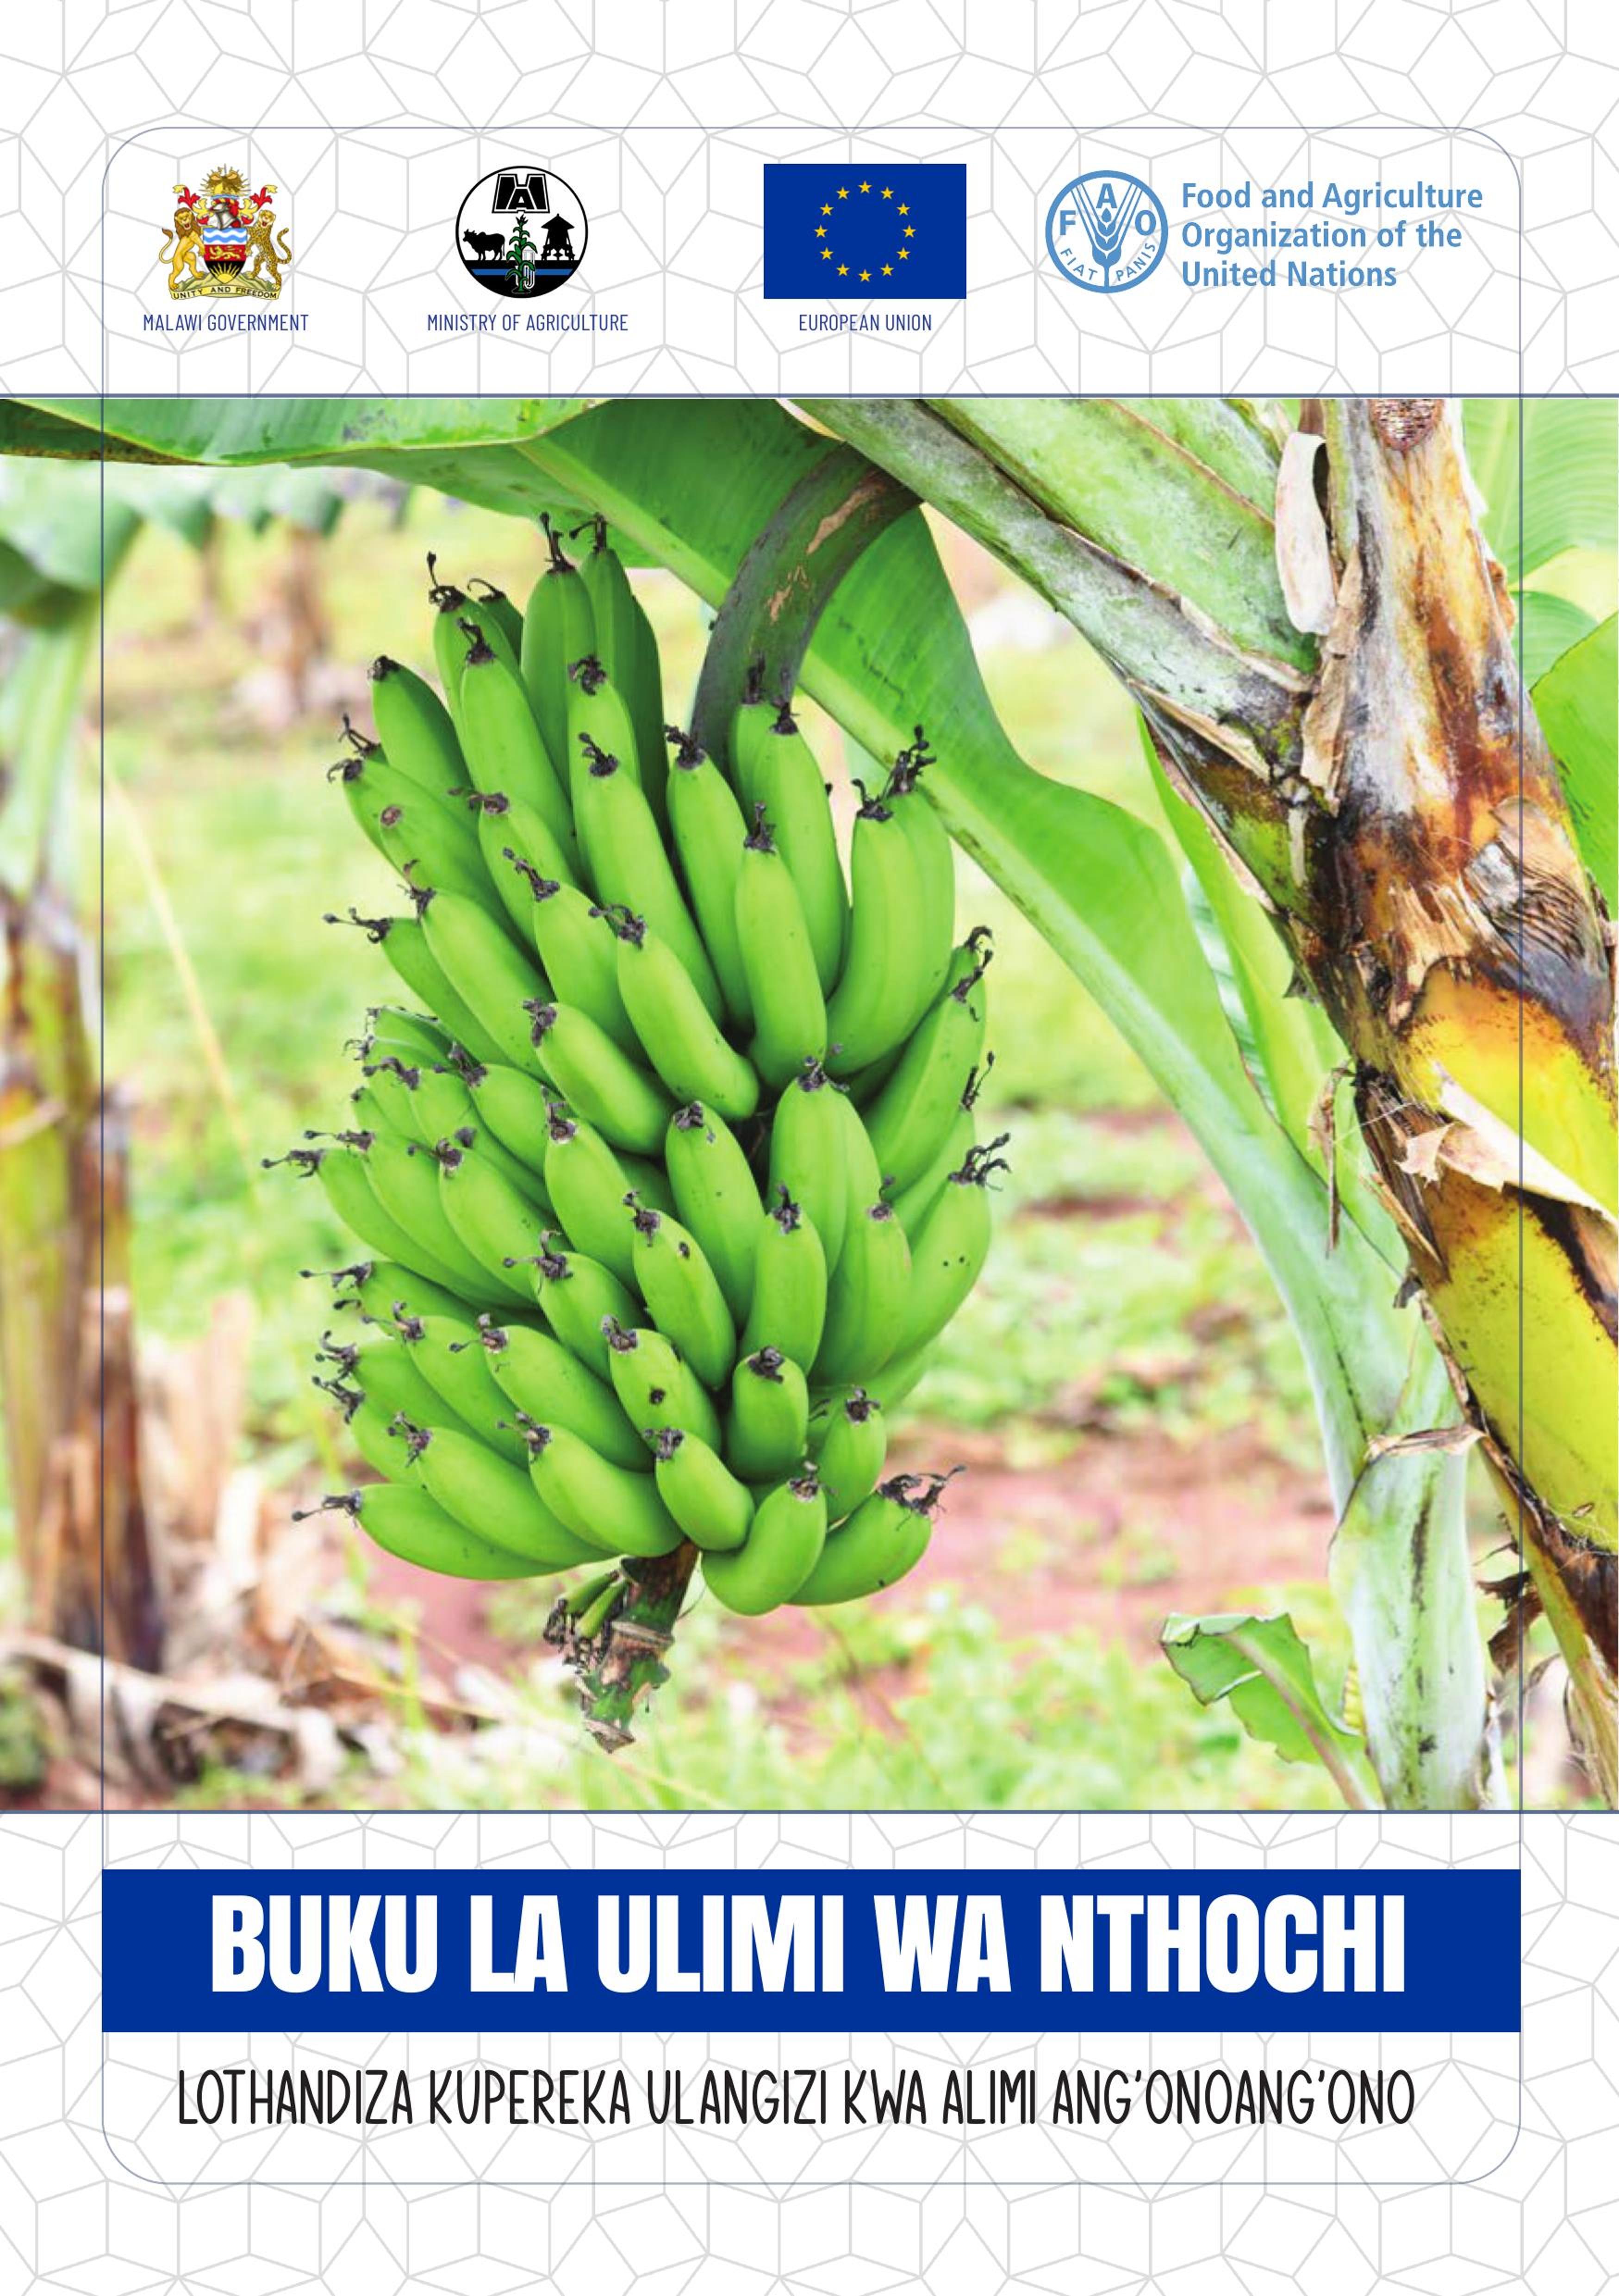 UNITY AND FREEDOM
MALAWI GOVERNMENT
MINISTRY OF AGRICULTURE
EUROPEAN UNION
F A O
FIAT PANIS
Food and Agriculture
Organization of the
United Nations
BUKU LA ULIMI WA NTHOCHI
LOTHANDIZA KUPEREKA ULANGIZI KWA ALIMI ANG'ONOANG'ONO